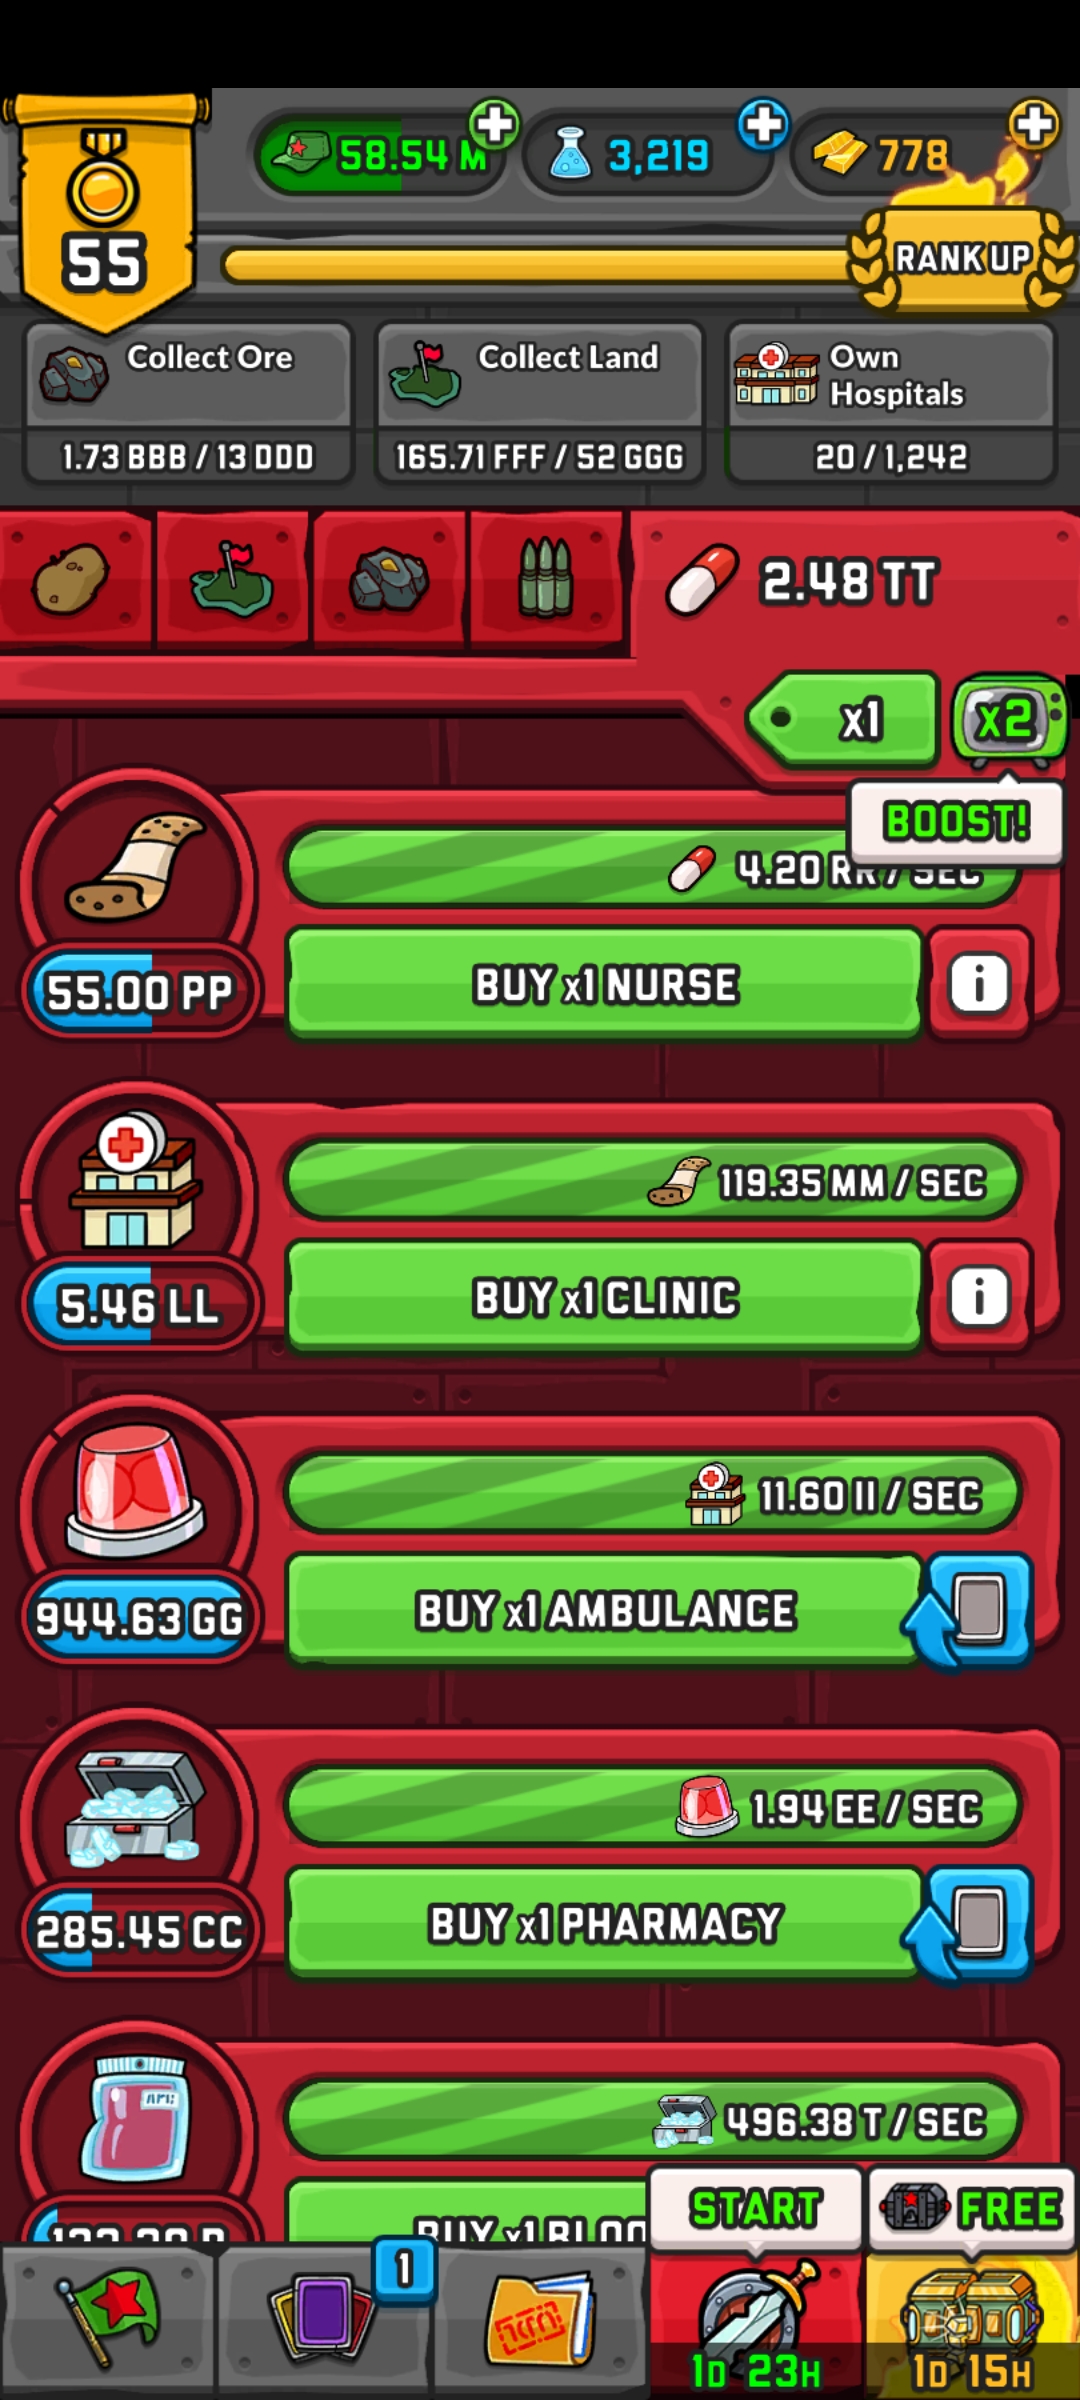 58.54 M
3,219
778
55
RANK UP
Collect Ore
1.73 BBB / 13 DDD
Collect Land
165.71 FFF / 52 GGG
Own
Hospitals
20 / 1,242
2.48 TT
x1
x2
BOOST!
4.20 RR / SEC
55.00 PP
BUY x1 NURSE
i
119.35 MM / SEC
5.46 LL
BUY x1 CLINIC
i
11.60 II / SEC
944.63 GG
BUY x1 AMBULANCE
1.94 EE / SEC
285.45 CC
BUY x1 PHARMACY
496.38 T / SEC
BUY x1
START
FREE
1
1D 23H
1D 15H